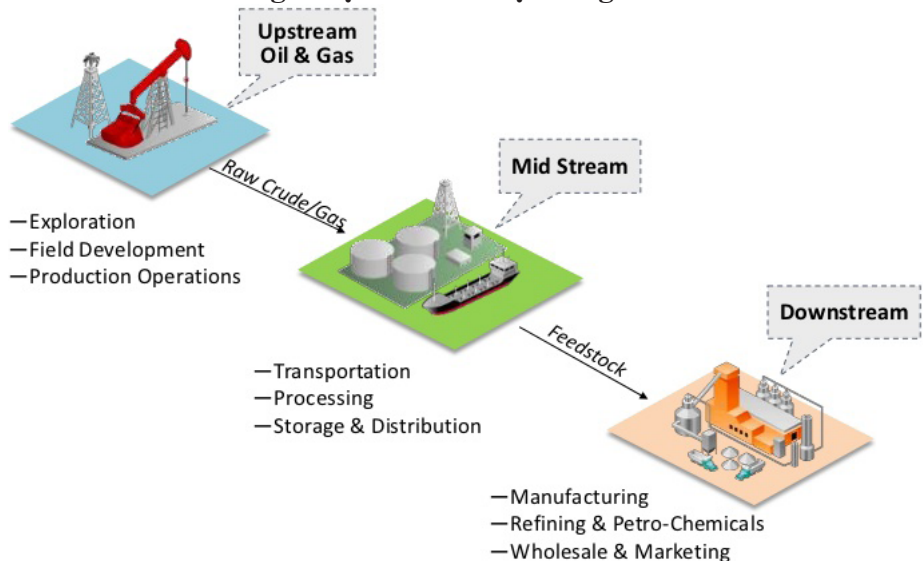 Upstream
Oil & Gas
Raw Crude/Gas
Mid Stream
—Exploration
—Field Development
—Production Operations
Feedstock
Downstream
—Transportation
—Processing
—Storage & Distribution
—Manufacturing
—Refining & Petro-Chemicals
—Wholesale & Marketing